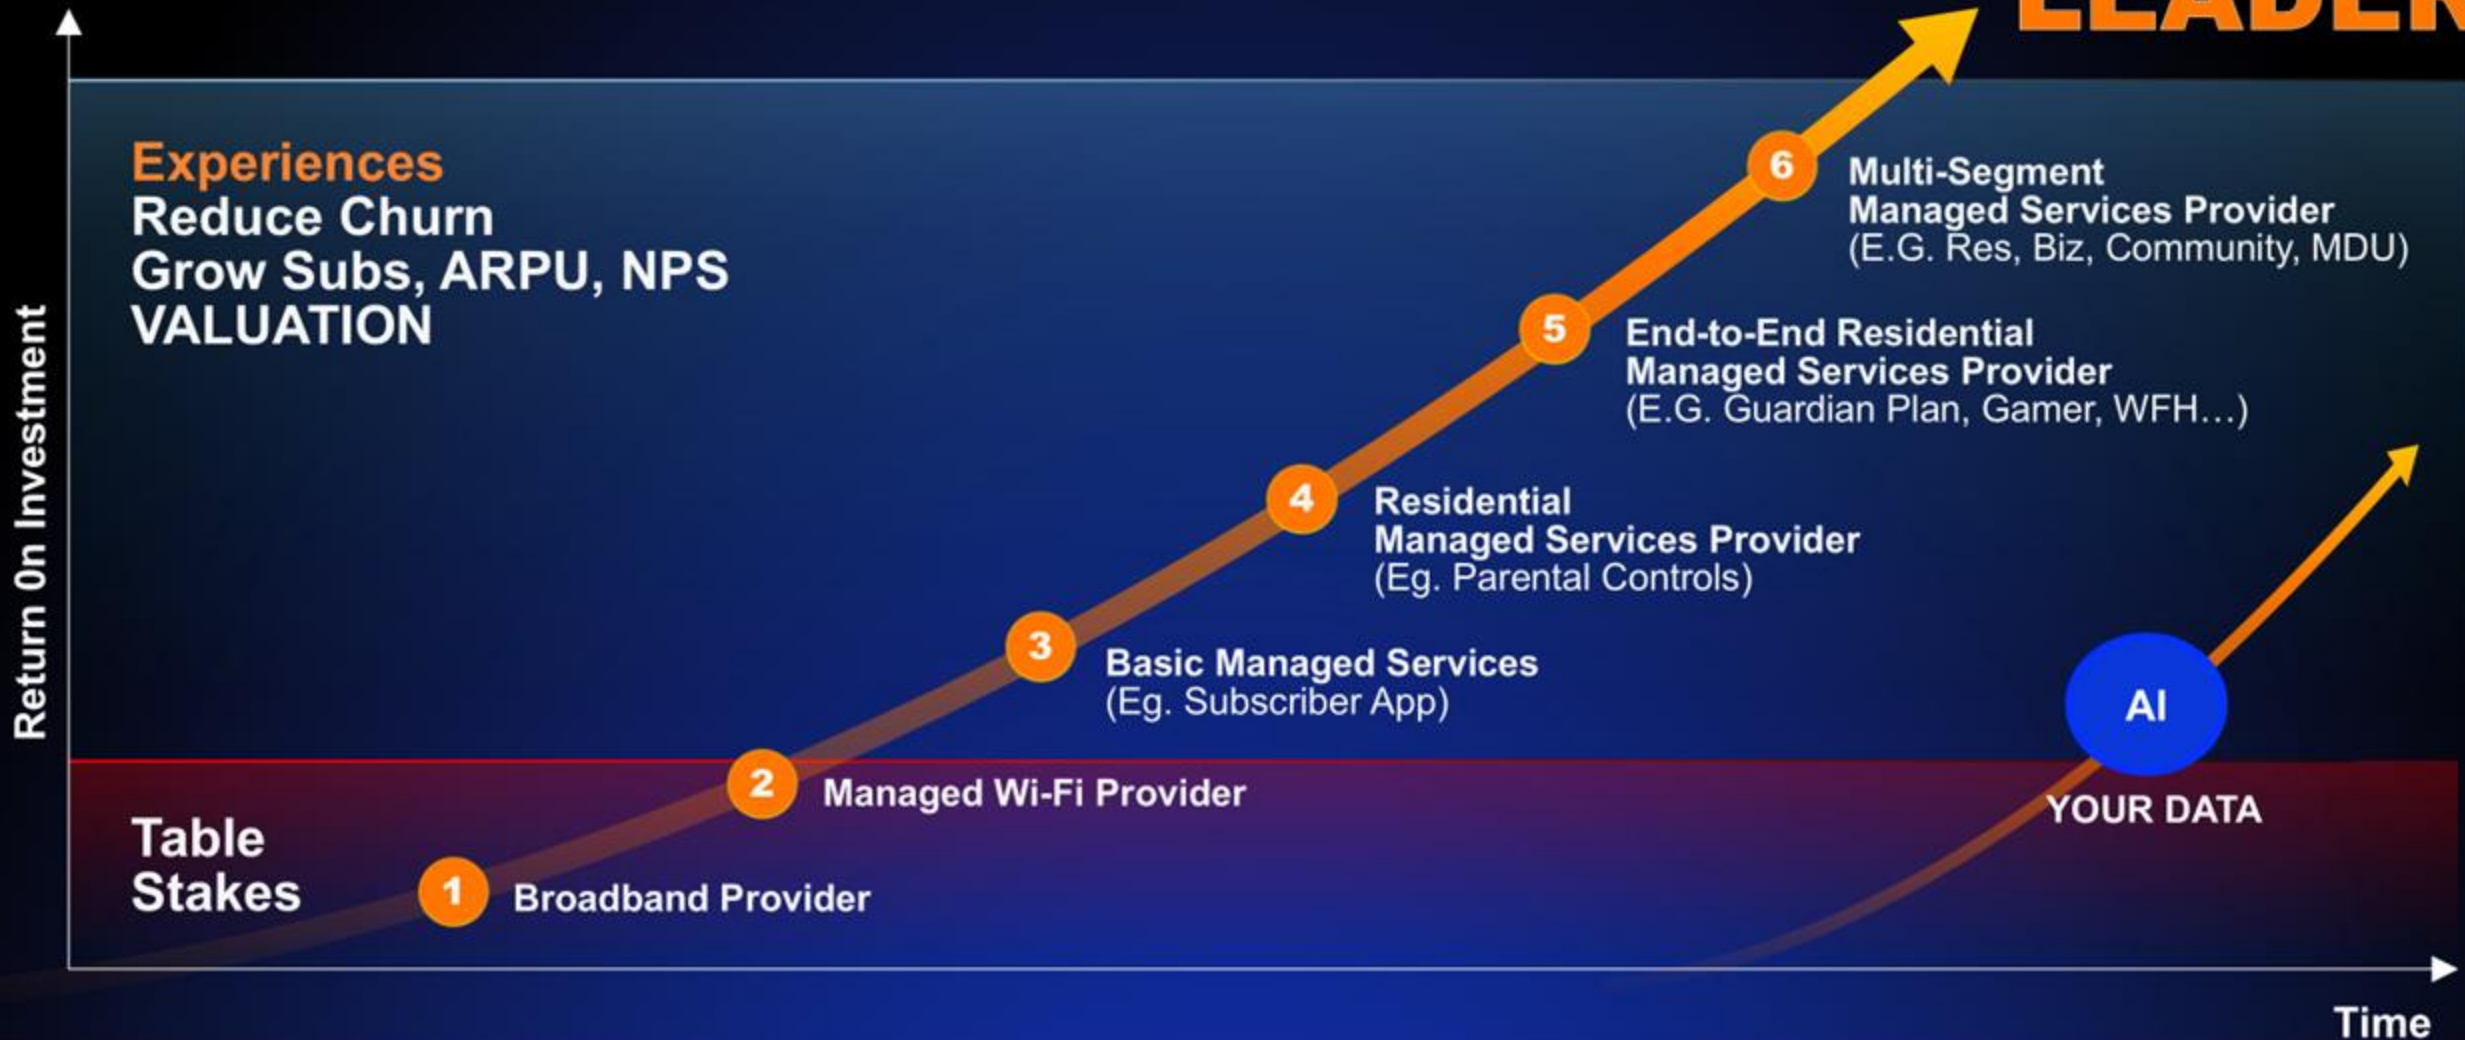 Experiences
Reduce Churn
Grow Subs, ARPU, NPS
VALUATION
6
Multi-Segment
Managed Services Provider
(E.G. Res, Biz, Community, MDU)
5
End-to-End Residential
Managed Services Provider
(E.G. Guardian Plan, Gamer, WFH...)
4
Residential
Managed Services Provider
(Eg. Parental Controls)
3
Basic Managed Services
(Eg. Subscriber App)
2
Managed Wi-Fi Provider
1
Broadband Provider
Table
Stakes
AI
YOUR DATA
Return 0n Investment
Time